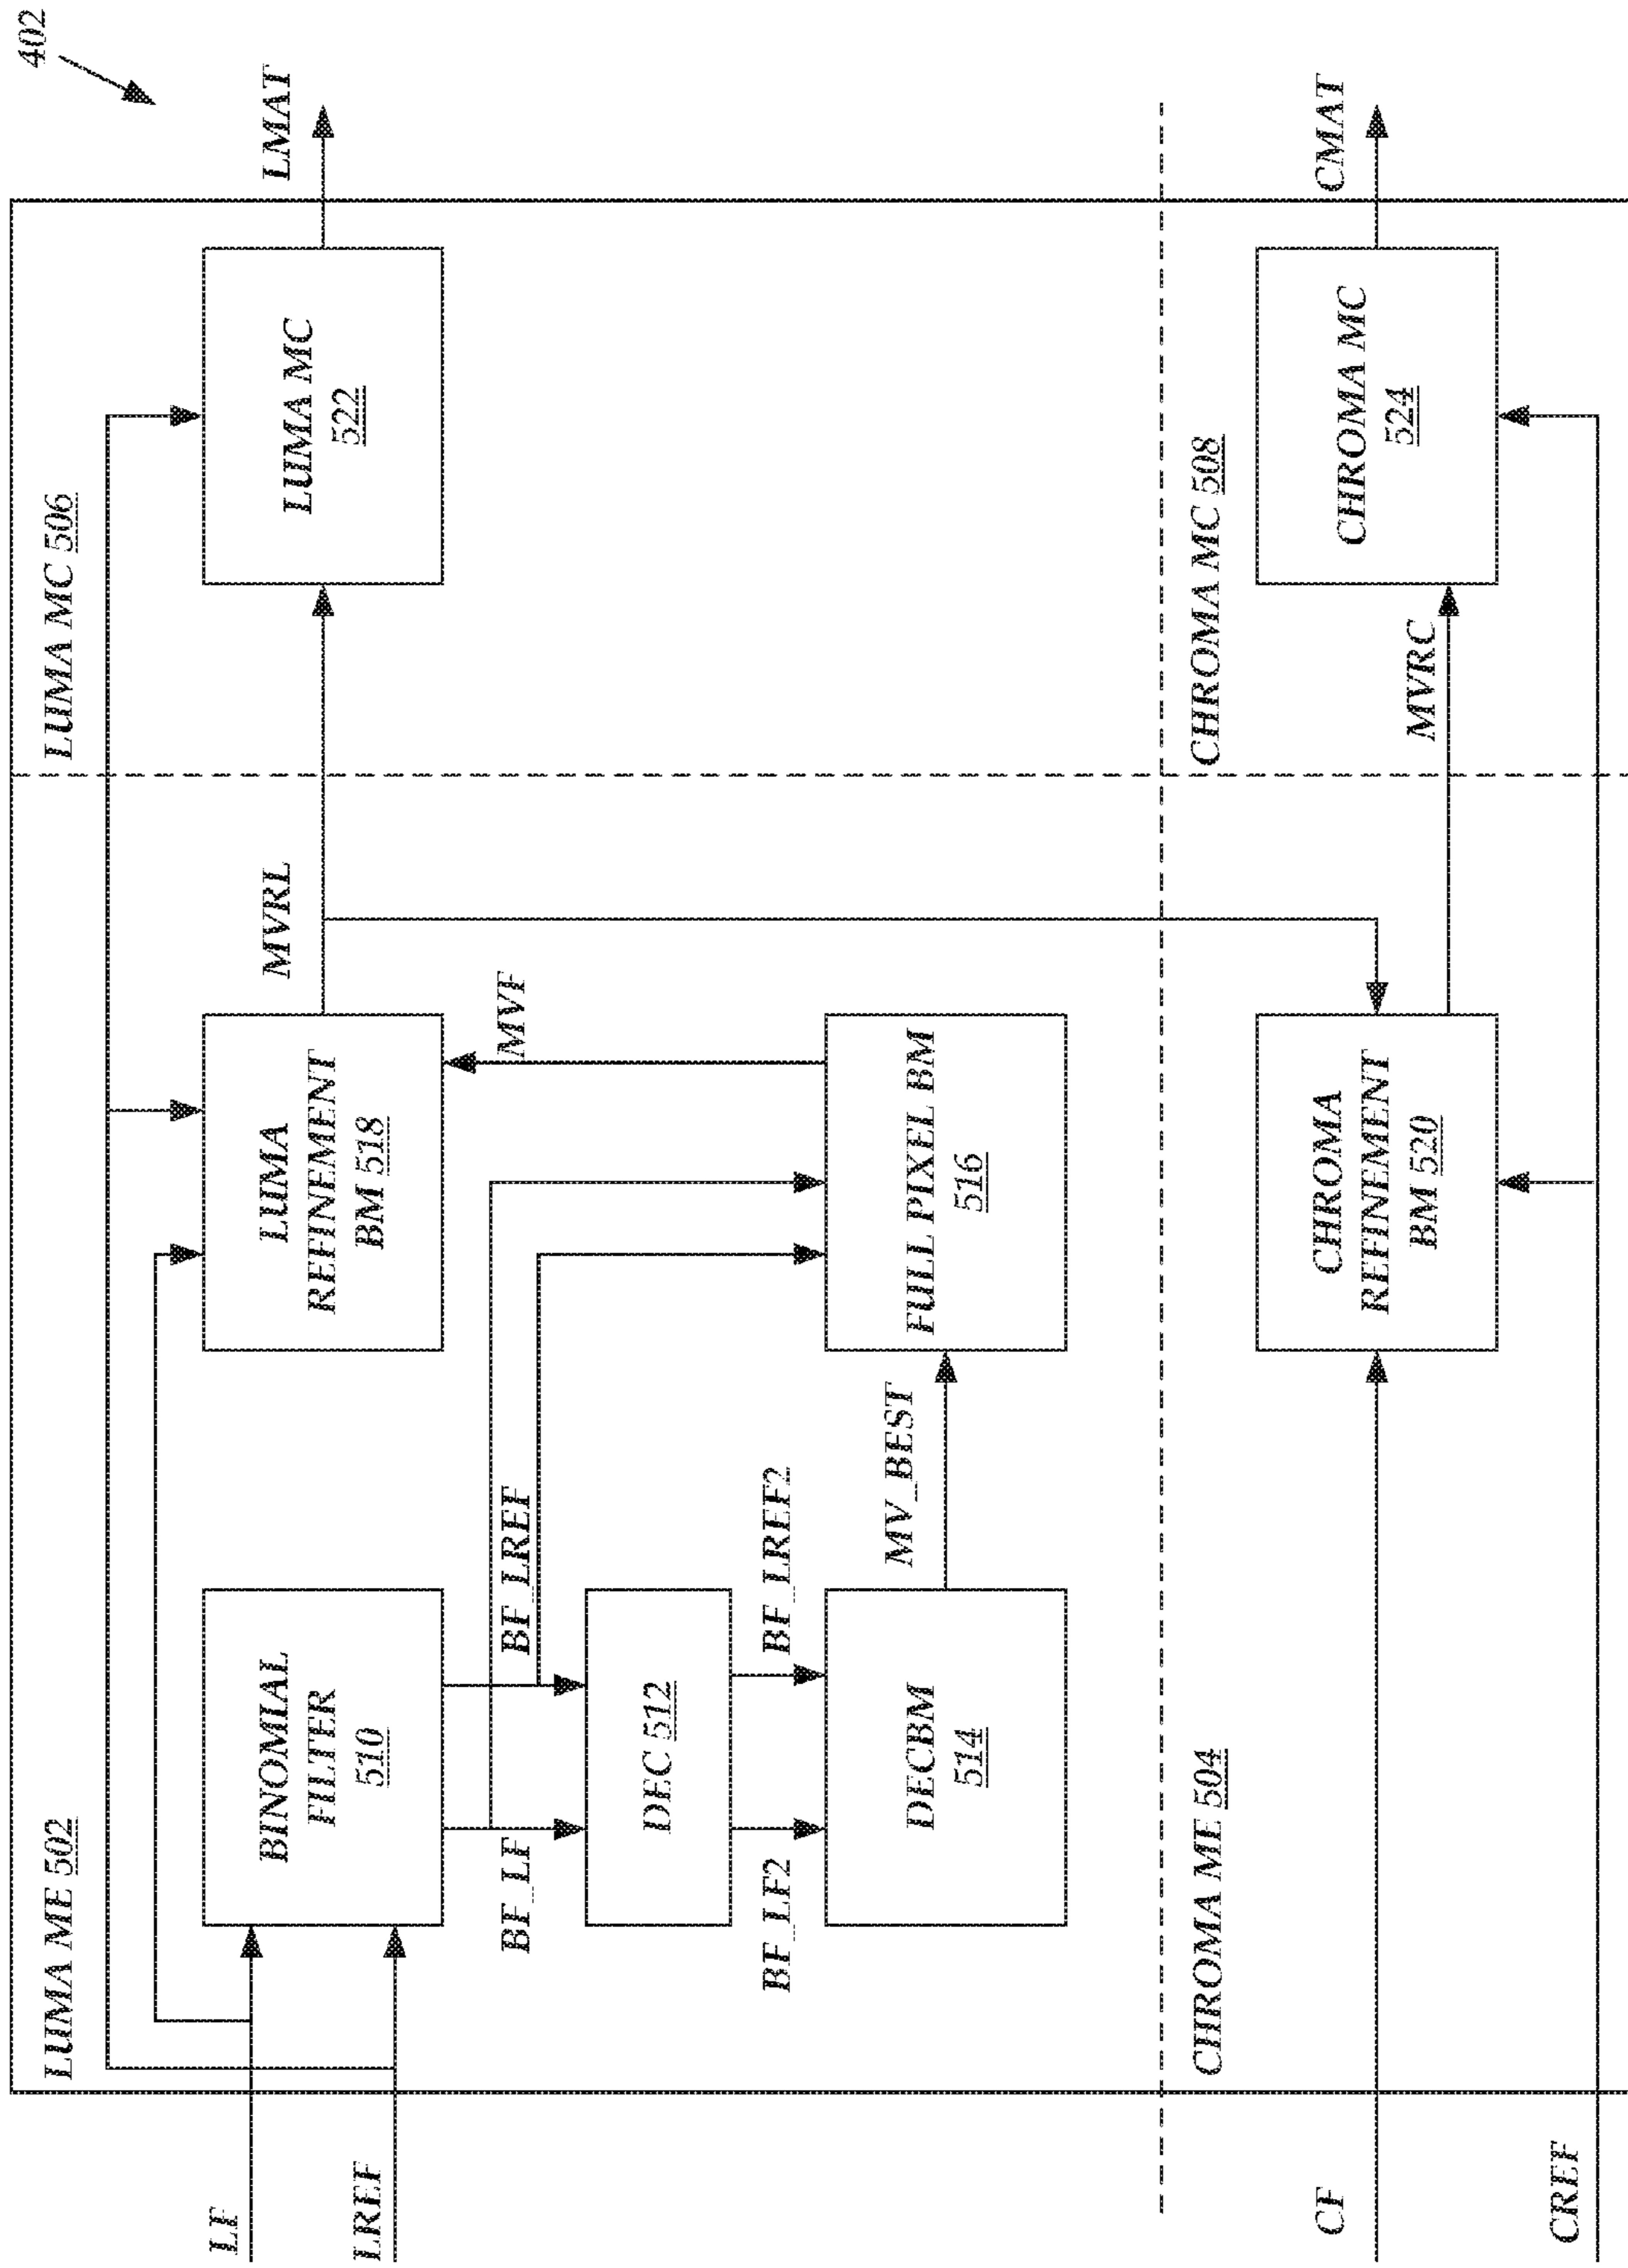 402
LUMA ME 502
LUMA MC 506
LF
LREF
BINOMIAL
FILTER
510
BF_LF
BF_LREF
DEC 512
BF_LF2
BF_LREF2
DECBM
514
MV_BEST
FULL PIXEL BM
516
MVF
LUMA
REFINEMENT
BM 518
MVRL
LUMA MC
522
LMAT
CHROMA ME 504
CHROMA MC 508
CF
CREF
CHROMA
REFINEMENT
BM 520
MVRC
CHROMA MC
524
CMAT